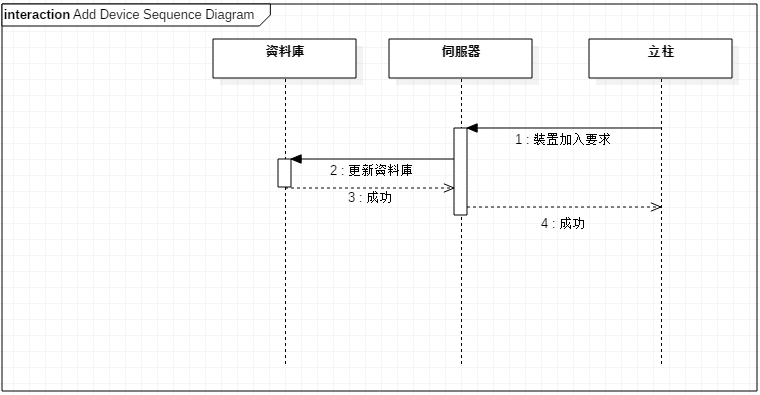 interaction Add Device Sequence Diagram
資料庫
伺服器
立柱
1 : 裝置加入要求
2 : 更新資料庫
3 : 成功
4 : 成功